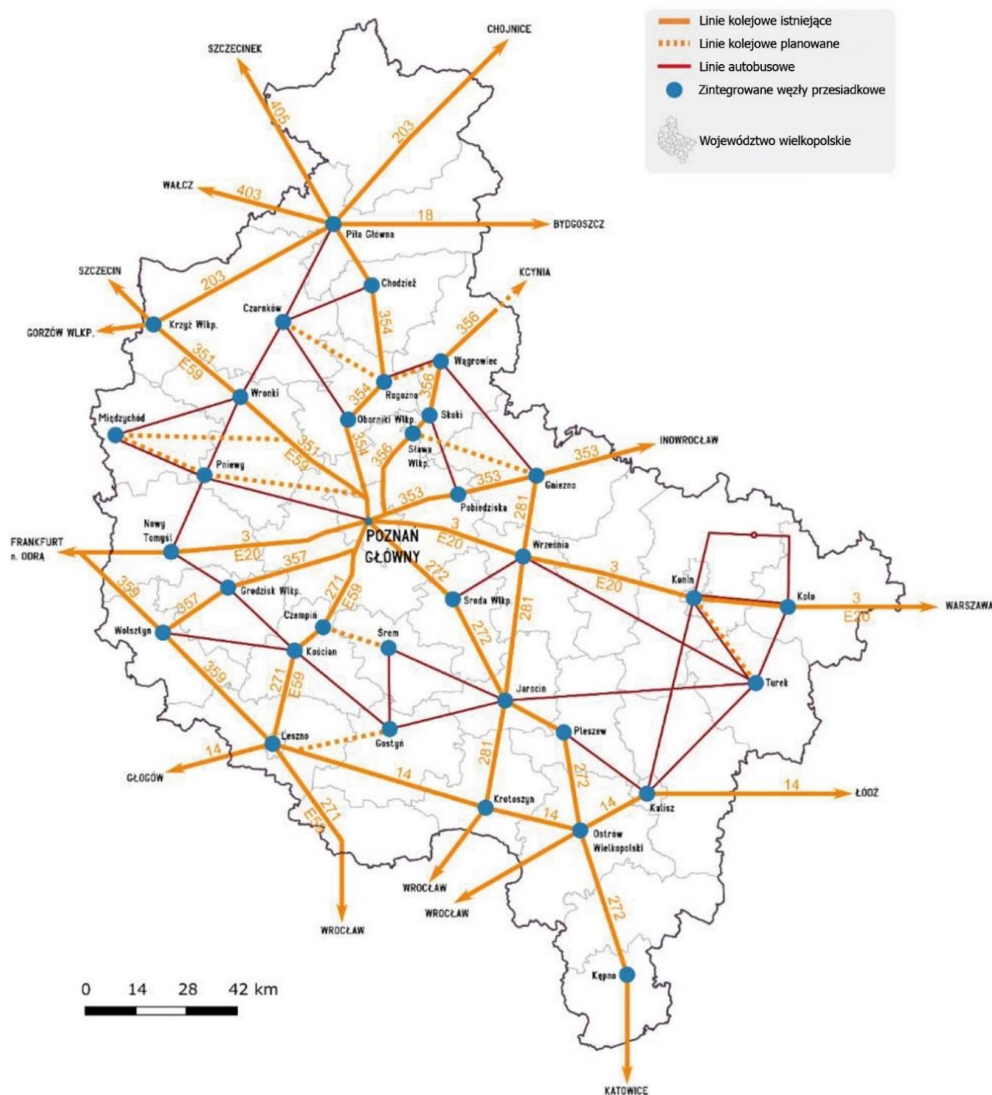 Linie kolejowe istniejące
Linie kolejowe planowane
Linie autobusowe
Zintegrowane węzły przesiadkowe
Województwo wielkopolskie
CHOJNICE
SZCZECINEK
405
203
WAŁCZ
403
18
BYDGOSZCZ
Piła Główna
SZCZECIN
203
KCYNIA
Chodzież
Czarnków
354
356
GORZÓW WLKP.
Krzyż Wlkp.
351
E59
Wągrowiec
Rogoźno
354
356
Wronki
Międzychód
Oborniki Wlkp.
Skoki
351
E59
354
356
Sława
Wlkp.
INOWROCŁAW
353
353
Pniewy
Gniezno
353
Pobiedziska
281
Nowy
Tomyśl
POZNAŃ
GŁÓWNY
3
E20
FRANKFURT
n. ODRĄ
3
E20
Września
357
3
E20
Konin
Koło
3
E20
WARSZAWA
359
357
Grodzisk Wlkp.
271
E59
272
Środa Wlkp.
281
Czempiń
Wolsztyn
Kościan
Śrem
272
Turek
359
271
E59
Jarocin
Leszno
Gostyń
Pleszew
14
GŁOGÓW
14
281
272
Kalisz
14
ŁÓDŹ
271
E59
Krotoszyn
14
14
Ostrów
Wielkopolski
WROCŁAW
WROCŁAW
WROCŁAW
272
Kępno
0 14 28 42 km
KATOWICE